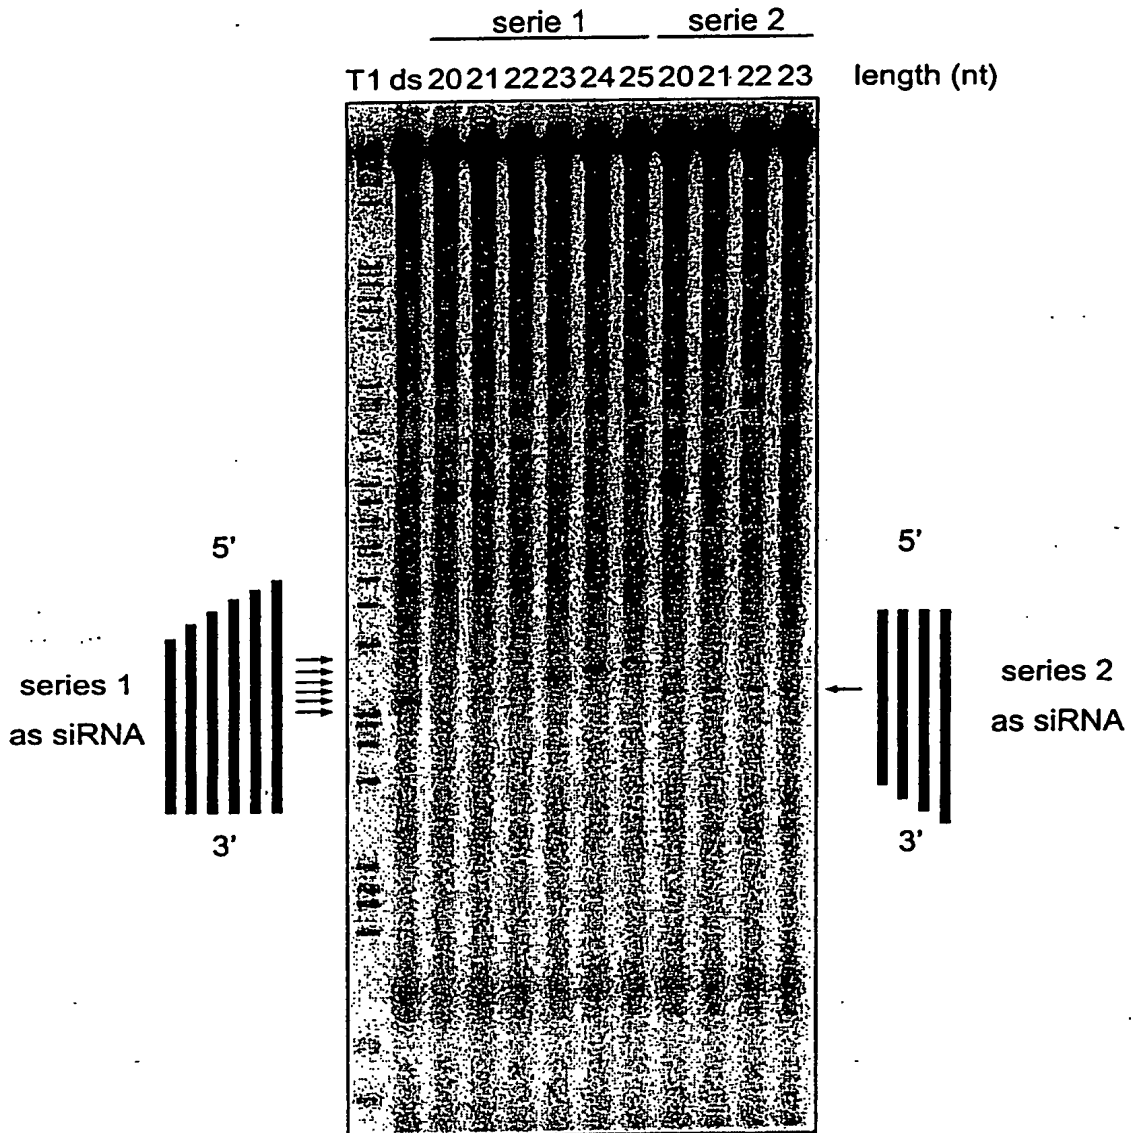 serie 1 serie 2
T1 ds 20 21 22 23 24 25 20 21 22 23 length (nt)
5'
series 1
as siRNA
3'
5'
series 2
as siRNA
3'